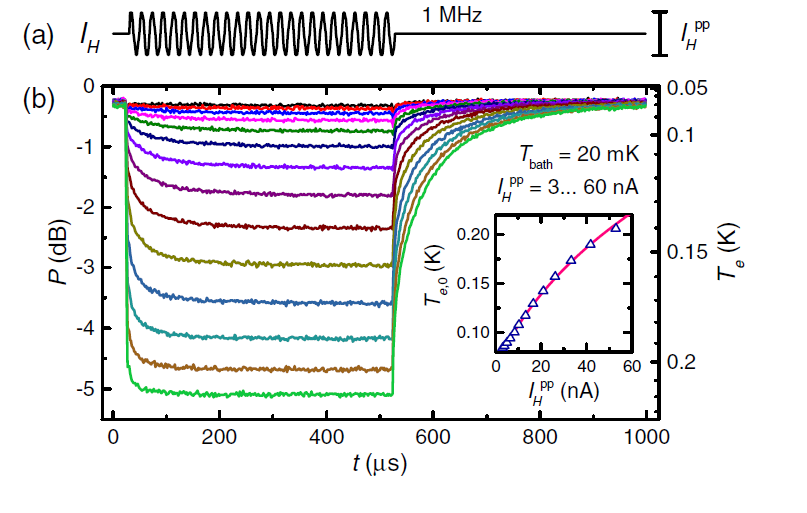 (a) I_H 1 MHz I_H^pp
(b)
0
-1
-2
-3
-4
-5
P (dB)
0.05
0.1
0.15
0.2
T_e (K)
T_bath = 20 mK
I_H^pp = 3... 60 nA
0.20
0.15
0.10
T_e,0 (K)
0 20 40 60
I_H^pp (nA)
0 200 400 600 800 1000
t (μs)